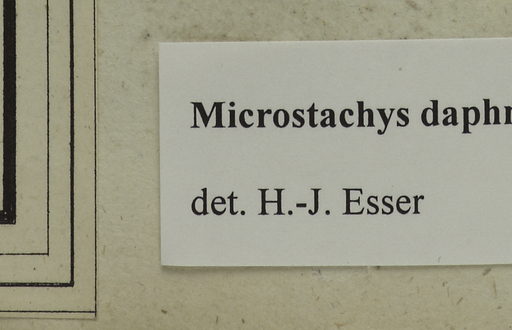 Microstachys daph
det. H.-J. Esser